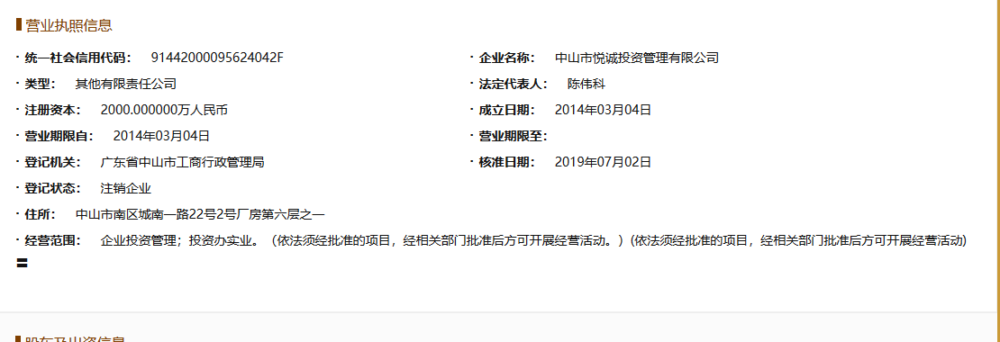 营业执照信息
· 统一社会信用代码： 91442000095624042F · 企业名称： 中山市悦诚投资管理有限公司
· 类型： 其他有限责任公司 · 法定代表人： 陈伟科
· 注册资本： 2000.000000万人民币 · 成立日期： 2014年03月04日
· 营业期限自： 2014年03月04日 · 营业期限至：
· 登记机关： 广东省中山市工商行政管理局 · 核准日期： 2019年07月02日
· 登记状态： 注销企业
· 住所： 中山市南区城南一路22号2号厂房第六层之一
· 经营范围： 企业投资管理；投资办实业。（依法须经批准的项目，经相关部门批准后方可开展经营活动。）(依法须经批准的项目，经相关部门批准后方可开展经营活动)〓
股东及出资信息